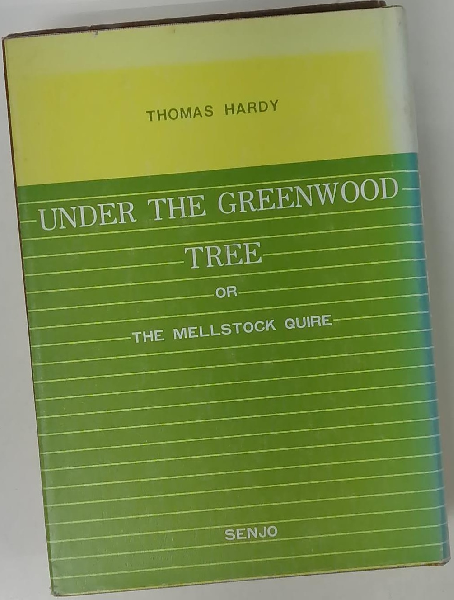 THOMAS HARDY
UNDER THE GREENWOOD
TREE
OR
THE MELLSTOCK QUIRE
SENJO